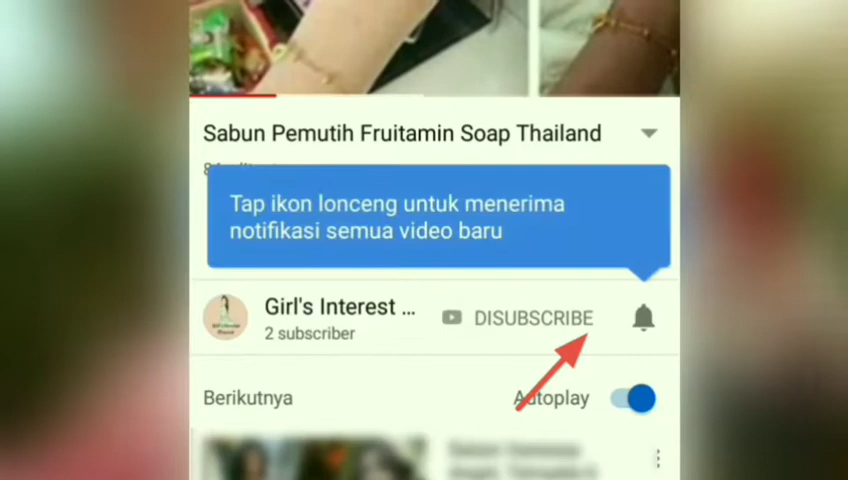 Sabun Pemutih Fruitamin Soap Thailand
Tap ikon lonceng untuk menerima
notifikasi semua video baru
Girl's Interest ...
2 subscriber
DISUBSCRIBE
Berikutnya
Autoplay